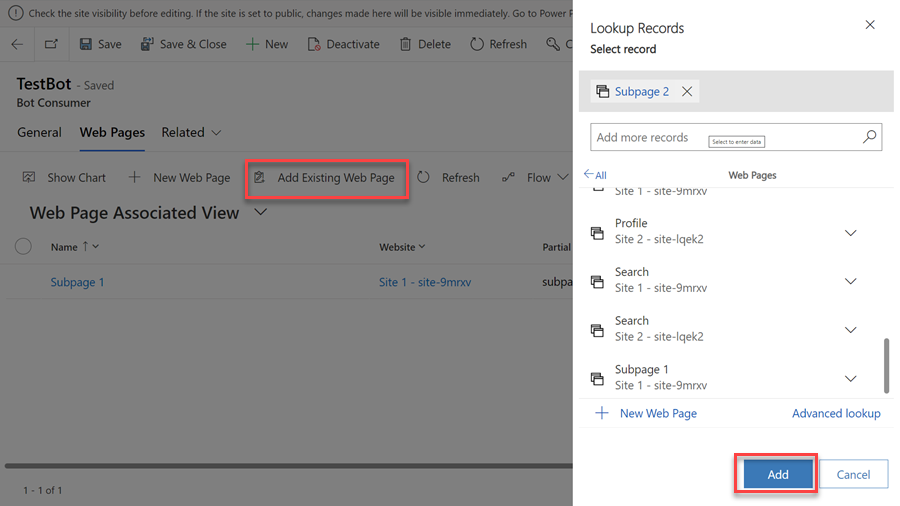 Check the site visibility before editing. If the site is set to public, changes made here will be visible immediately. Go to Power P
Save
Save & Close
New
Deactivate
Delete
Refresh
TestBot - Saved
Bot Consumer
General
Web Pages
Related
Show Chart
New Web Page
Add Existing Web Page
Refresh
Flow
Web Page Associated View
Name
Website
Partial
Subpage 1
Site 1 - site-9mrxv
subpa
1 - 1 of 1
Lookup Records
Select record
Subpage 2
Add more records
Select to enter data
All
Web Pages
Site 1 - site-9mrxv
Profile
Site 2 - site-lqek2
Search
Site 1 - site-9mrxv
Search
Site 2 - site-lqek2
Subpage 1
Site 1 - site-9mrxv
New Web Page
Advanced lookup
Add
Cancel